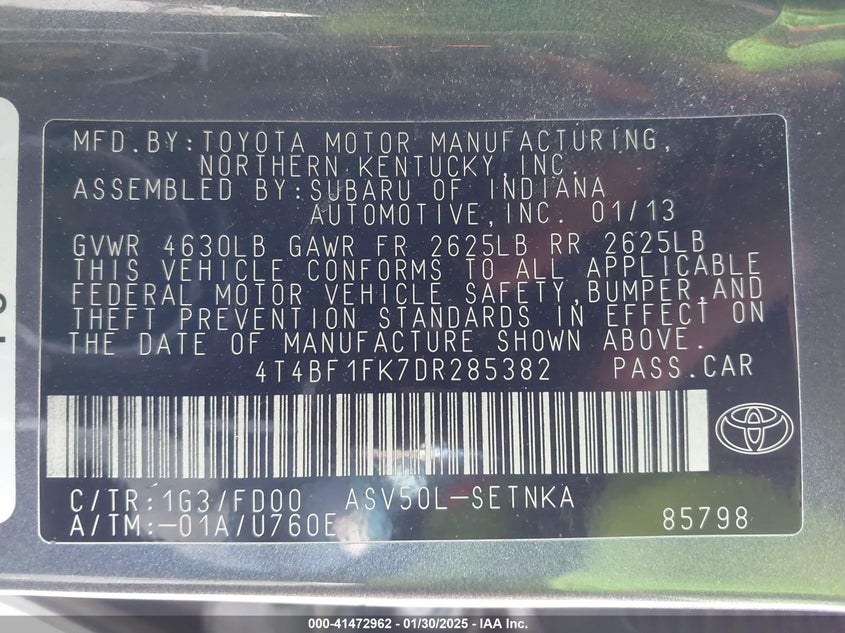 MFD.BY:TOYOTA MOTOR MANUFACTURING,
NORTHERN KENTUCKY,INC.
ASSEMBLED BY:SUBARU OF INDIANA
AUTOMOTIVE,INC. 01/13
GVWR 4630LB GAWR FR 2625LB RR 2625LB
THIS VEHICLE CONFORMS TO ALL APPLICABLE
FEDERAL MOTOR VEHICLE SAFETY,BUMPER,AND
THEFT PREVENTION STANDARDS IN EFFECT ON
THE DATE OF MANUFACTURE SHOWN ABOVE.
4T4BF1FK7DR285382 PASS.CAR
C/TR:1G3/FD00 ASV50L-SETNKA
A/TM:-01A/U760E 85798
000-41472962 - 01/30/2025 - IAA Inc.